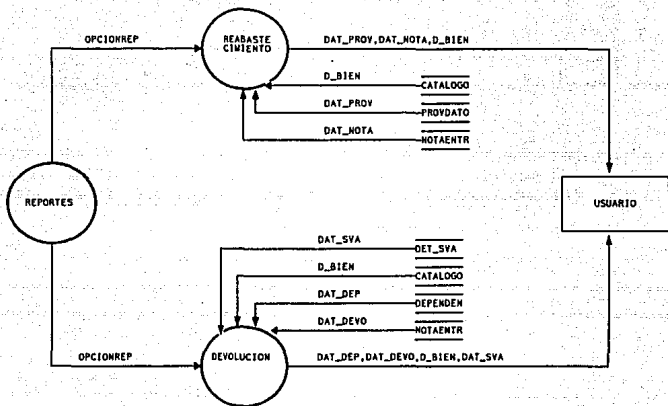 OPCIONREP
REABASTE
CIMIENTO
DAT_PROV,DAT_NOTA,D_BIEN
D_BIEN
CATALOGO
DAT_PROV
PROVDATO
DAT_NOTA
NOTAENTR
REPORTES
USUARIO
DAT_SVA
DET_SVA
D_BIEN
CATALOGO
DAT_DEP
DEPENDEN
DAT_DEVO
NOTAENTR
OPCIONREP
DEVOLUCION
DAT_DEP,DAT_DEVO,D_BIEN,DAT_SVA